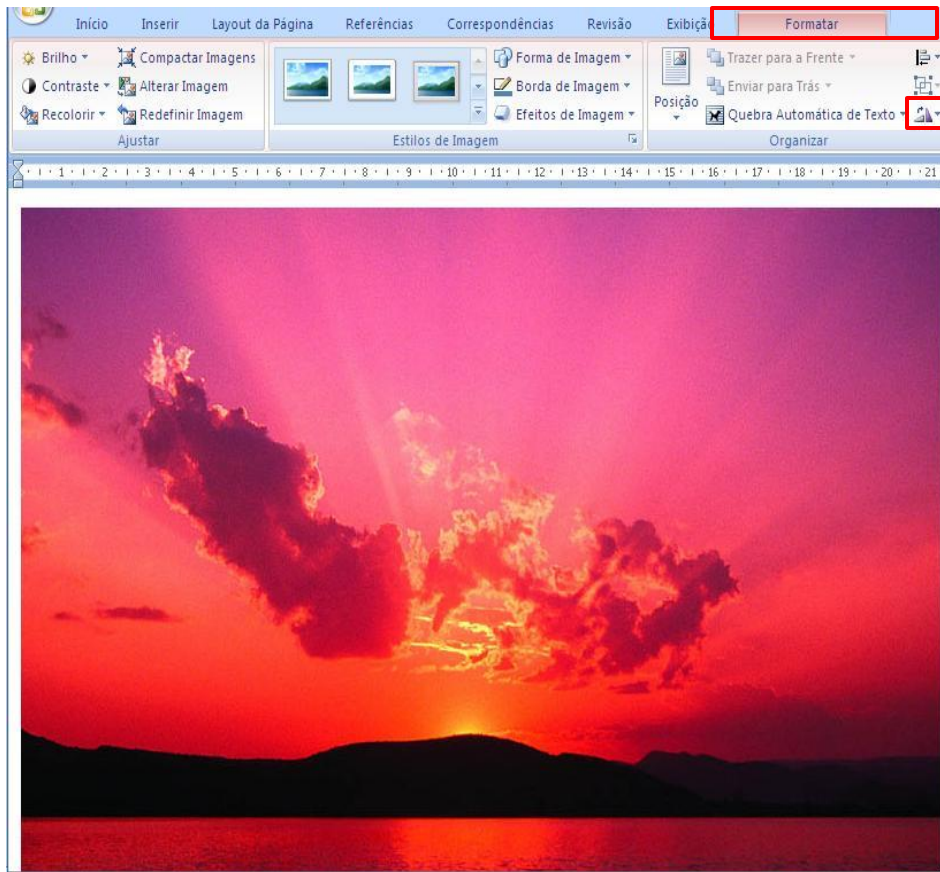 Início Inserir Layout da Página Referências Correspondências Revisão Exibição Formatar
Brilho Compactar Imagens Forma de Imagem Trazer para a Frente
Contraste Alterar Imagem Borda de Imagem Enviar para Trás
Recolorir Redefinir Imagem Efeitos de Imagem Posição Quebra Automática de Texto
Ajustar Estilos de Imagem Organizar
1 2 3 4 5 6 7 8 9 10 11 12 13 14 15 16 17 18 19 20 21